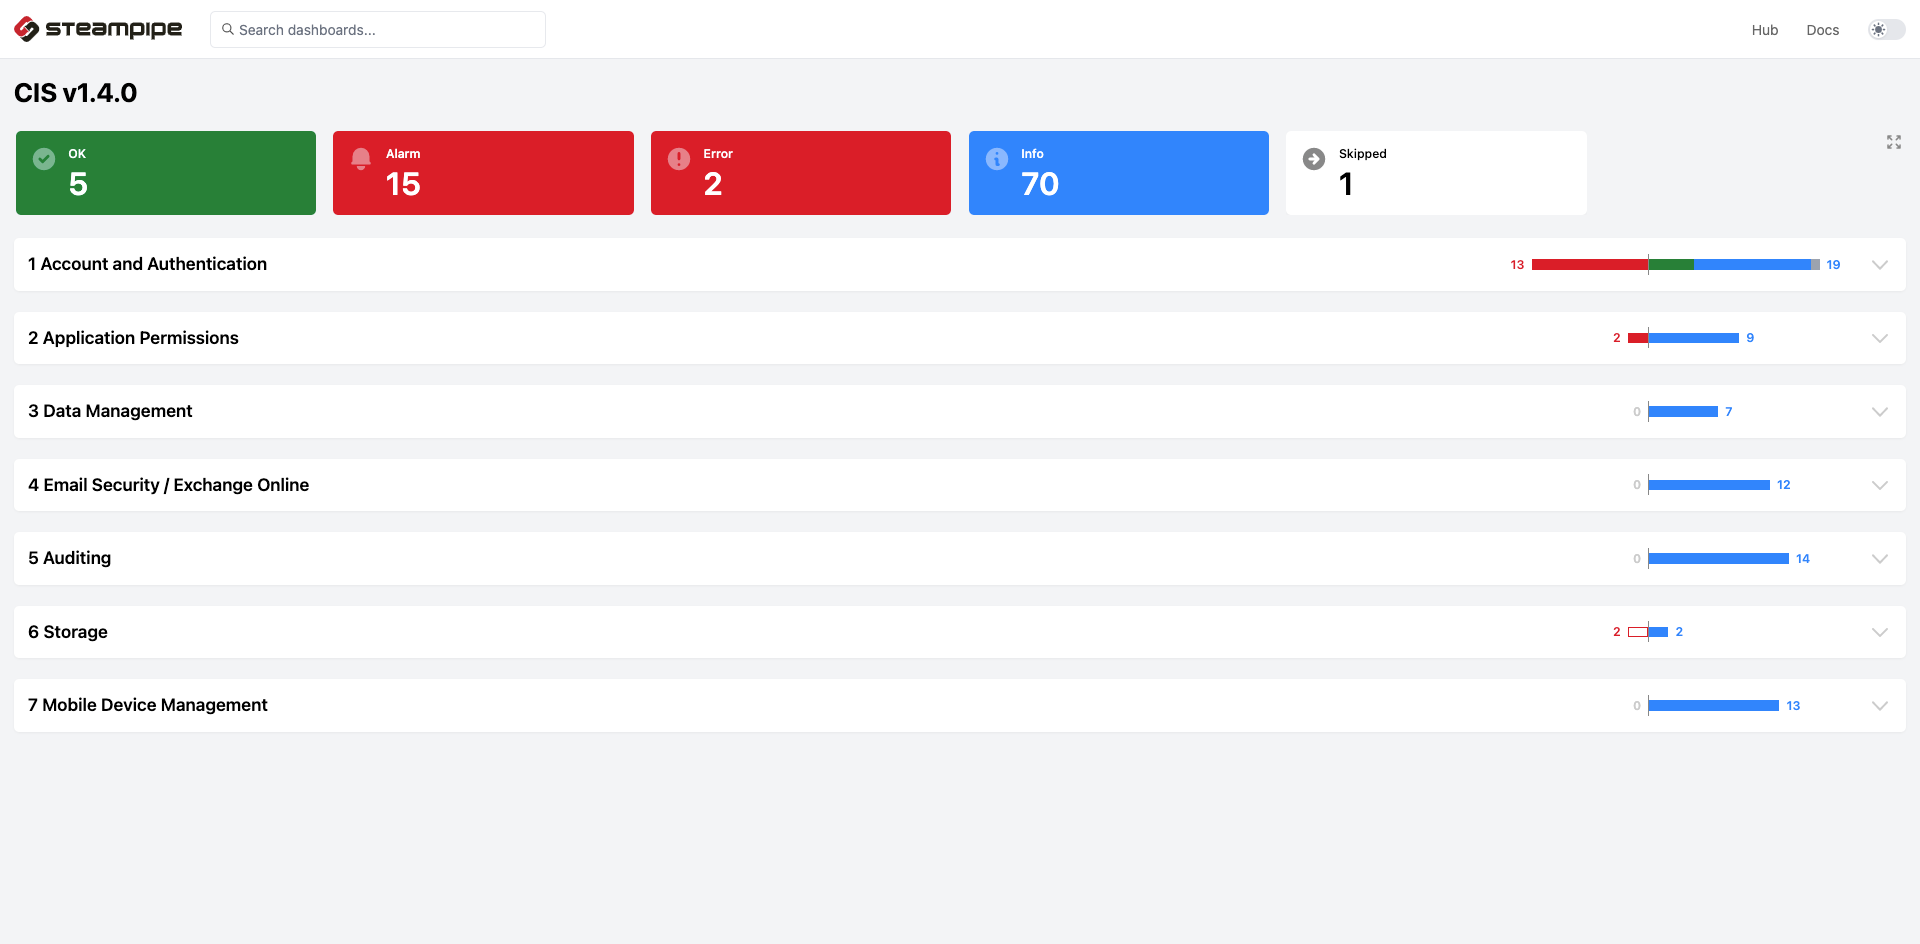 steampipe
Search dashboards...
Hub
Docs
CIS v1.4.0
OK
5
Alarm
15
Error
2
Info
70
Skipped
1
1 Account and Authentication
13
19
2 Application Permissions
2
9
3 Data Management
0
7
4 Email Security / Exchange Online
0
12
5 Auditing
0
14
6 Storage
2
2
7 Mobile Device Management
0
13